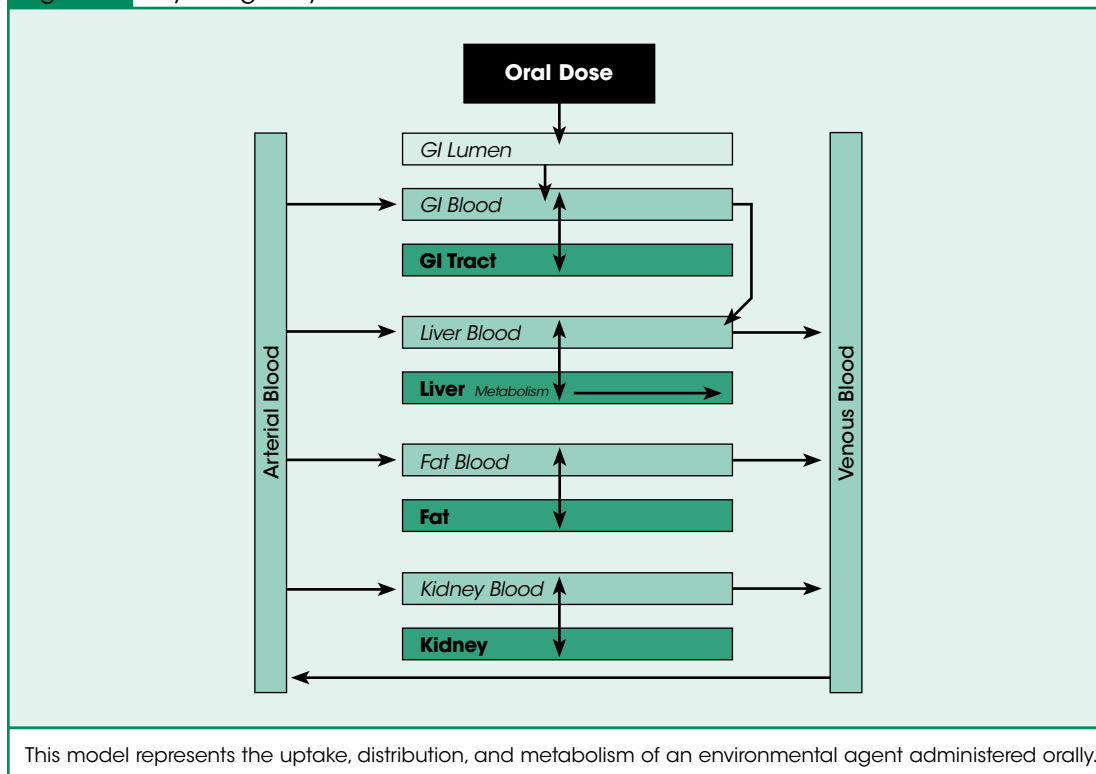 Oral Dose
GI Lumen
GI Blood
GI Tract
Liver Blood
Liver Metabolism
Fat Blood
Fat
Kidney Blood
Kidney
Arterial Blood
Venous Blood
This model represents the uptake, distribution, and metabolism of an environmental agent administered orally.